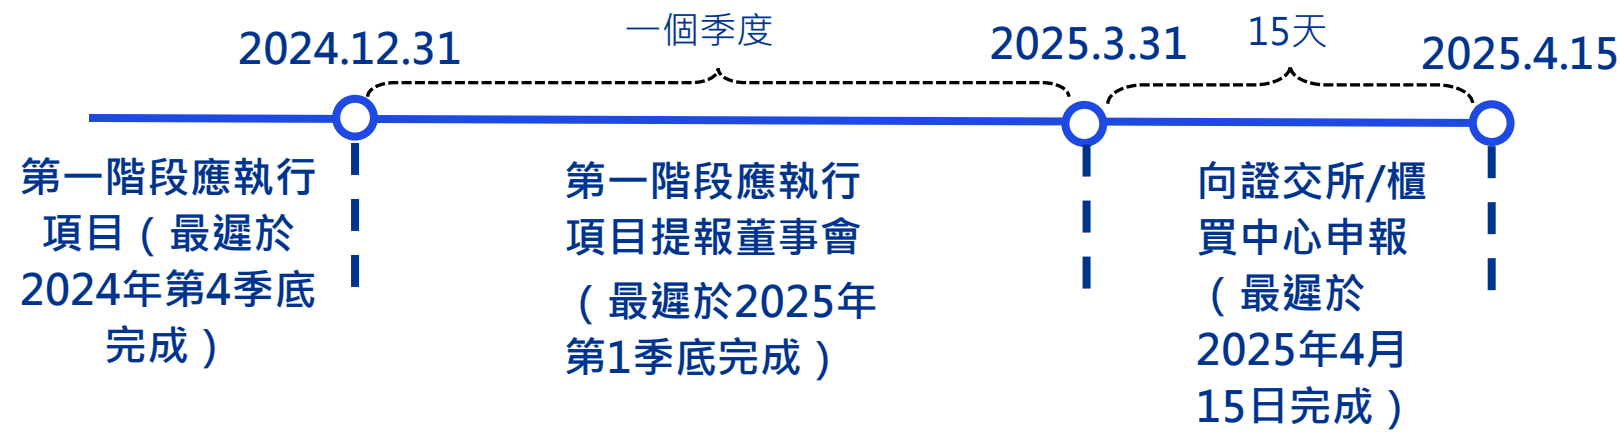 2024.12.31
一個季度
2025.3.31
15天
2025.4.15
第一階段應執行
項目（最遲於
2024年第4季底
完成）
第一階段應執行
項目提報董事會
（最遲於2025年
第1季底完成）
向證交所/櫃
買中心申報
（最遲於
2025年4月
15日完成）